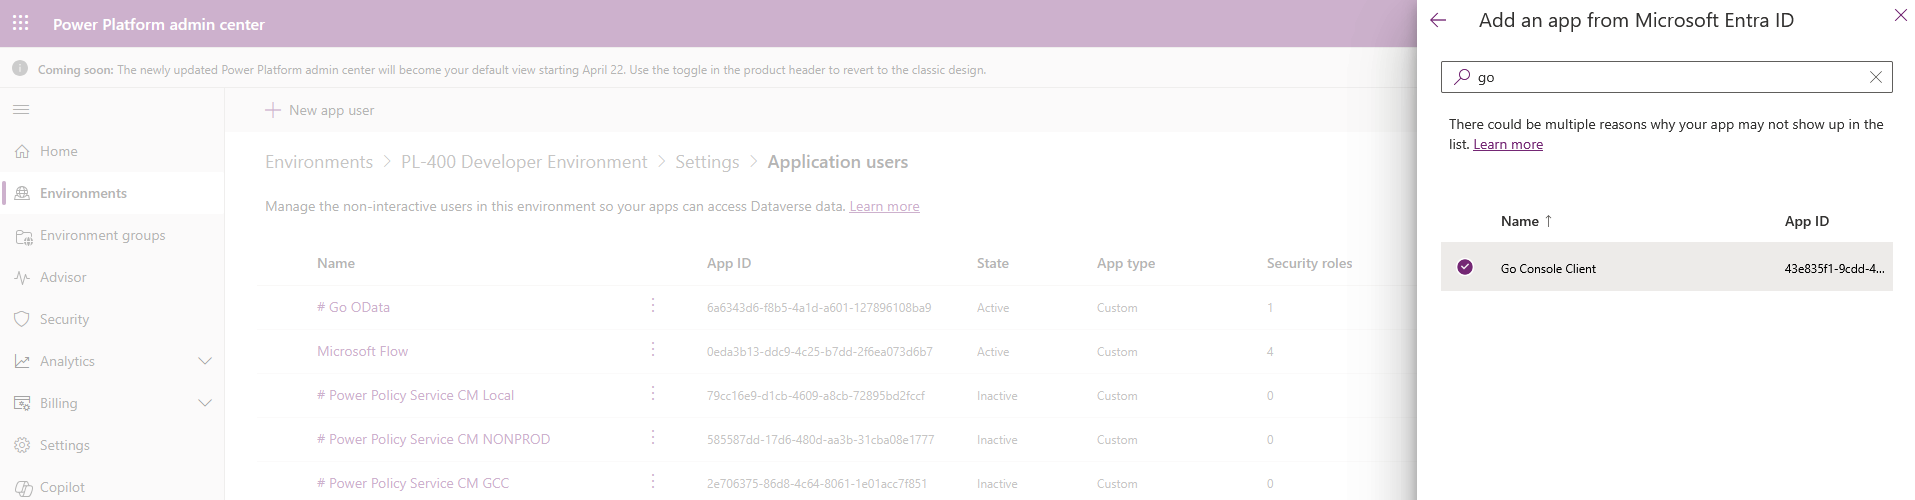 Power Platform admin center
Coming soon: The newly updated Power Platform admin center will become your default view starting April 22. Use the toggle in the product header to revert to the classic design.
Home
Environments
Environment groups
Advisor
Security
Analytics
Billing
Settings
Copilot
New app user
Environments > PL-400 Developer Environment > Settings > Application users
Manage the non-interactive users in this environment so your apps can access Dataverse data. Learn more
Name App ID State App type Security roles
# Go OData 6a6343d6-f8b5-4a1d-a601-127896108ba9 Active Custom 1
Microsoft Flow 0eda3b13-ddc9-4c25-b7dd-2f6ea073d6b7 Active Custom 4
# Power Policy Service CM Local 79cc16e9-d1cb-4609-a8cb-72895bd2fccf Inactive Custom 0
# Power Policy Service CM NONPROD 585587dd-17d6-480d-aa3b-31cba08e1777 Inactive Custom 0
# Power Policy Service CM GCC 2e706375-86d8-4c64-8061-1e01acc7f851 Inactive Custom 0
Add an app from Microsoft Entra ID
go
There could be multiple reasons why your app may not show up in the
list. Learn more
Name ↑ App ID
Go Console Client 43e835f1-9cdd-4...